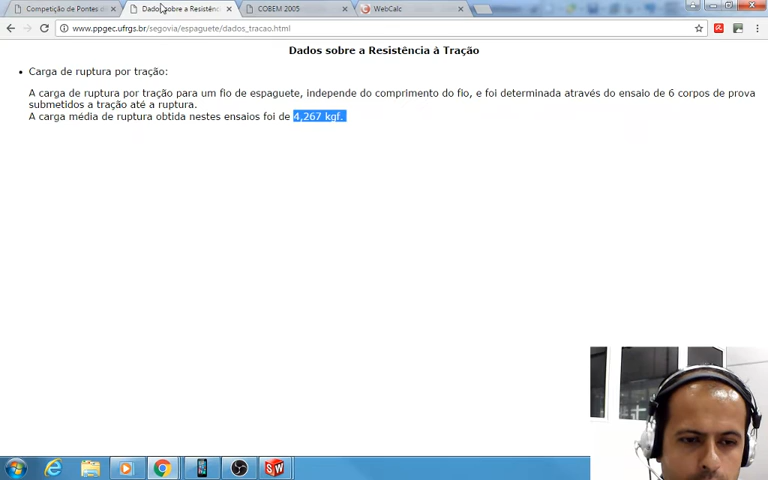 Competição de Pontes d
Dados sobre a Resistênci
COBEM 2005
WebCalc
www.ppgec.ufrgs.br/segovia/espaguete/dados_tracao.html
Dados sobre a Resistência à Tração
• Carga de ruptura por tração:
A carga de ruptura por tração para um fio de espaguete, independe do comprimento do fio, e foi determinada através do ensaio de 6 corpos de prova
submetidos a tração até a ruptura.
A carga média de ruptura obtida nestes ensaios foi de 4,267 kgf.
SW